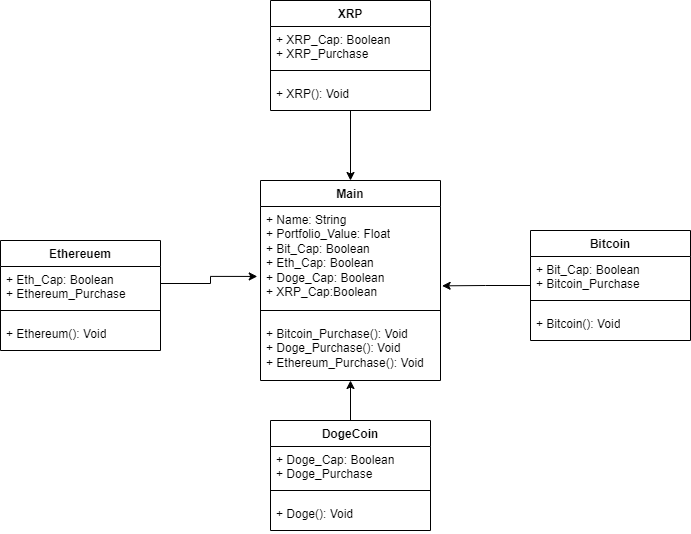 XRP
+ XRP_Cap: Boolean
+ XRP_Purchase
+ XRP(): Void
Main
+ Name: String
+ Portfolio_Value: Float
+ Bit_Cap: Boolean
+ Eth_Cap: Boolean
+ Doge_Cap: Boolean
+ XRP_Cap:Boolean
+ Bitcoin_Purchase(): Void
+ Doge_Purchase(): Void
+ Ethereum_Purchase(): Void
Ethereuem
+ Eth_Cap: Boolean
+ Ethereum_Purchase
+ Ethereum(): Void
Bitcoin
+ Bit_Cap: Boolean
+ Bitcoin_Purchase
+ Bitcoin(): Void
DogeCoin
+ Doge_Cap: Boolean
+ Doge_Purchase
+ Doge(): Void